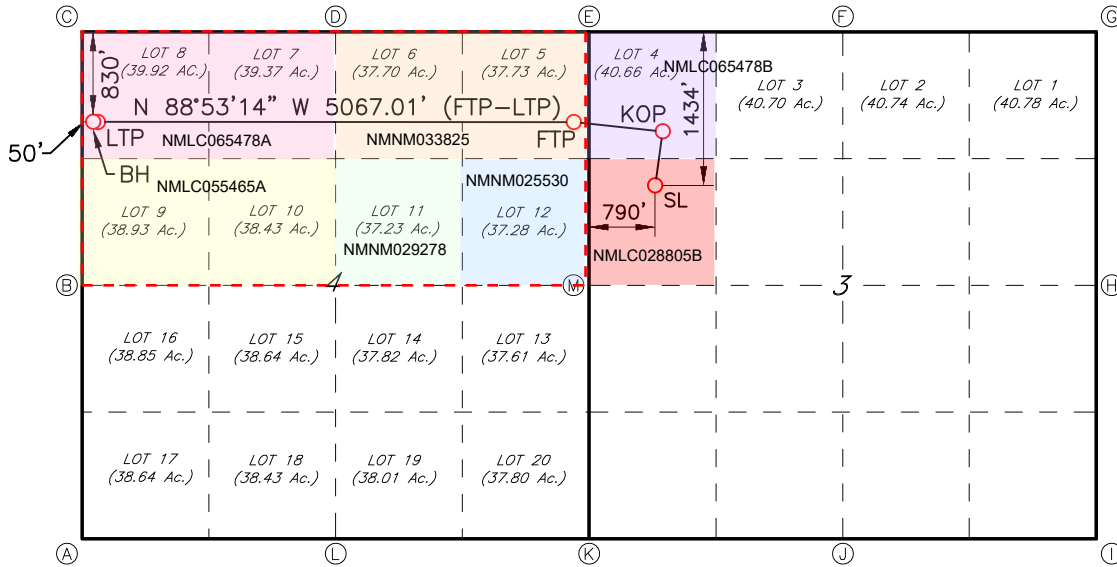 C D E F G
LOT 8
(39.92 AC.)
LOT 7
(39.37 AC.)
LOT 6
(37.70 AC.)
LOT 5
(37.73 AC.)
LOT 4
(40.66 AC.)
NMLC065478B
LOT 3
(40.70 AC.)
LOT 2
(40.74 AC.)
LOT 1
(40.78 AC.)
830'
N 88°53'14" W 5067.01' (FTP-LTP)
KOP
1434'
50'
LTP
NMLC065478A
NMNM033825
FTP
BH
NMLC055465A
NMNM025530
SL
LOT 9
(38.93 Ac.)
LOT 10
(38.43 Ac.)
LOT 11
(37.23 Ac.)
LOT 12
(37.28 Ac.)
790'
NMNM029278
NMLC028805B
B 4 M 3 H
LOT 16
(38.85 Ac.)
LOT 15
(38.64 Ac.)
LOT 14
(37.82 Ac.)
LOT 13
(37.61 Ac.)
LOT 17
(38.64 Ac.)
LOT 18
(38.43 Ac.)
LOT 19
(38.01 Ac.)
LOT 20
(37.80 Ac.)
A L K J I